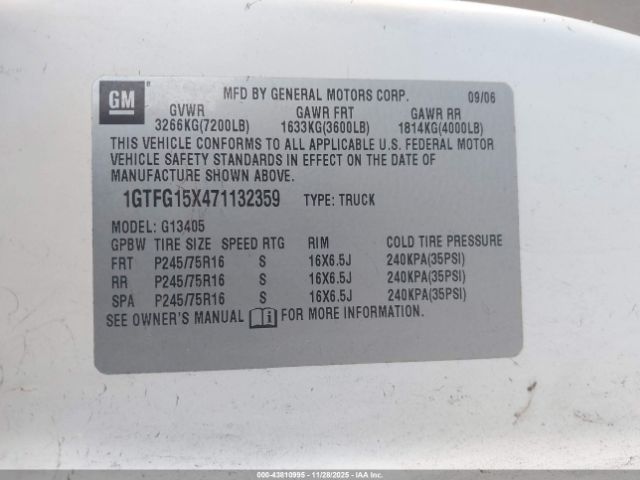 GM
MFD BY GENERAL MOTORS CORP. 09/06
GVWR GAWR FRT GAWR RR
3266KG(7200LB) 1633KG(3600LB) 1814KG(4000LB)
THIS VEHICLE CONFORMS TO ALL APPLICABLE U.S. FEDERAL MOTOR
VEHICLE SAFETY STANDARDS IN EFFECT ON THE DATE OF
MANUFACTURE SHOWN ABOVE.
1GTFG15X471132359 TYPE: TRUCK
MODEL: G13405
GPBW TIRE SIZE SPEED RTG RIM COLD TIRE PRESSURE
FRT P245/75R16 S 16X6.5J 240KPA(35PSI)
RR P245/75R16 S 16X6.5J 240KPA(35PSI)
SPA P245/75R16 S 16X6.5J 240KPA(35PSI)
SEE OWNER'S MANUAL FOR MORE INFORMATION.
000-43810995 - 11/28/2025 - IAA Inc. Copyright